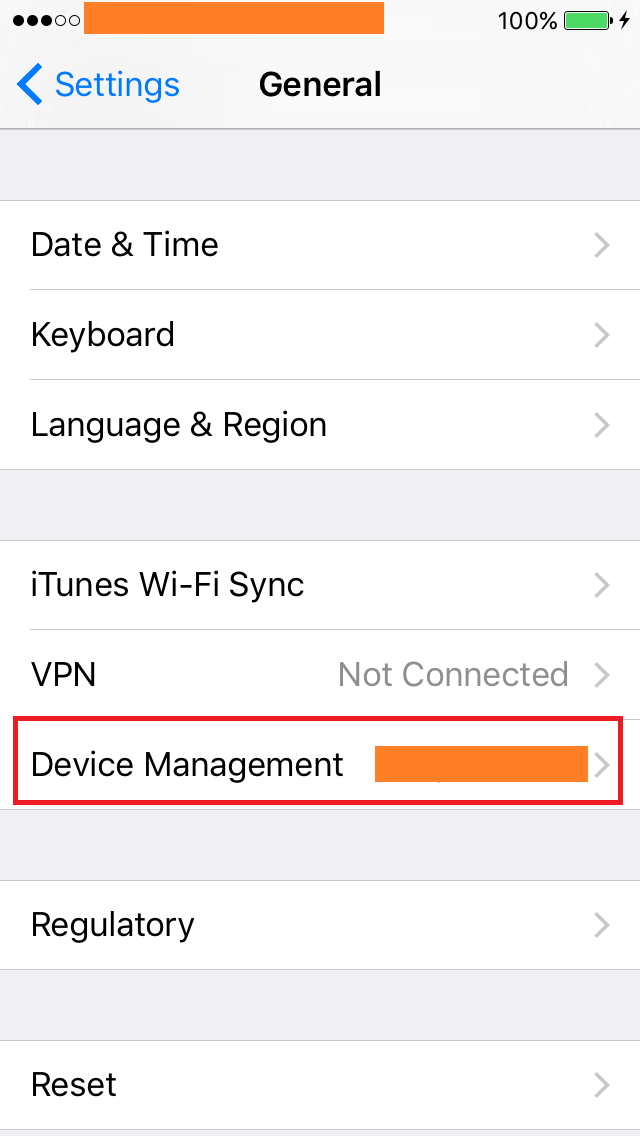 100%
Settings General
Date & Time
Keyboard
Language & Region
iTunes Wi-Fi Sync
VPN Not Connected
Device Management
Regulatory
Reset